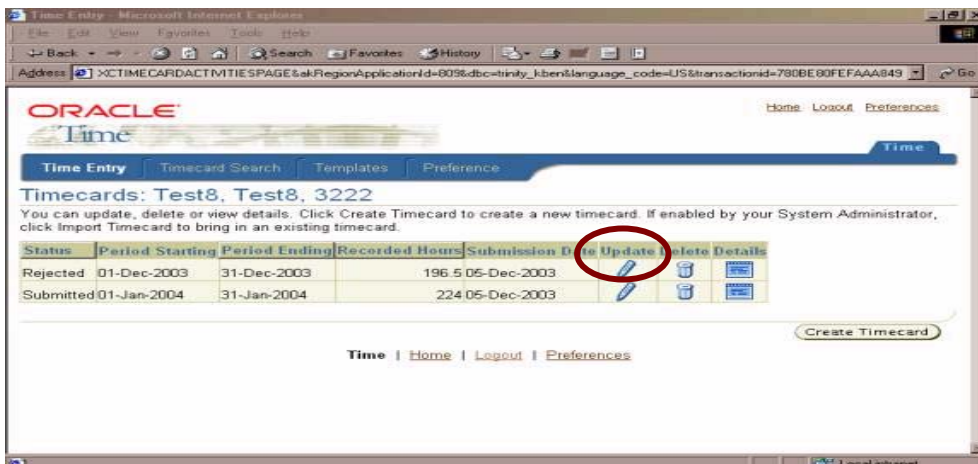 Time Entry - Microsoft Internet Explorer
File Edit View Favorites Tools Help
Back Search Favorites History
Address XCTIMECARDACTIVITIESPAGE&akRegionApplicationId=809&dbc=trinity_kben&language_code=US&transactionid=780BE80FEFAAA849 Go
ORACLE
Home Logout Preferences
Time
Time
Time Entry Timecard Search Templates Preference
Timecards: Test8, Test8, 3222
You can update, delete or view details. Click Create Timecard to create a new timecard. If enabled by your System Administrator,
click Import Timecard to bring in an existing timecard.
Status Period Starting Period Ending Recorded Hours Submission Date Update Delete Details
Rejected 01-Dec-2003 31-Dec-2003 196.5 05-Dec-2003
Submitted 01-Jan-2004 31-Jan-2004 224 05-Dec-2003
Create Timecard
Time | Home | Logout | Preferences
Local intranet